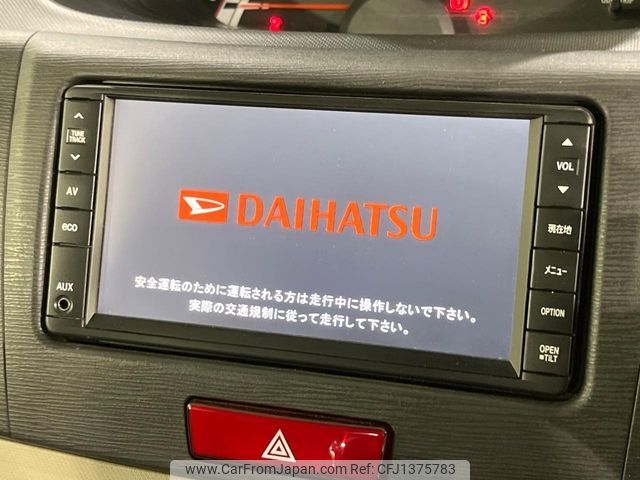 TUNE
TRACK
AV
eco
AUX
DAIHATSU
安全運転のために運転される方は走行中に操作しないで下さい。
実際の交通規制に従って走行して下さい。
VOL
現在地
メニュー
OPTION
OPEN
TILT
www.CarFromJapan.com CarFromJapan CFJ1375783